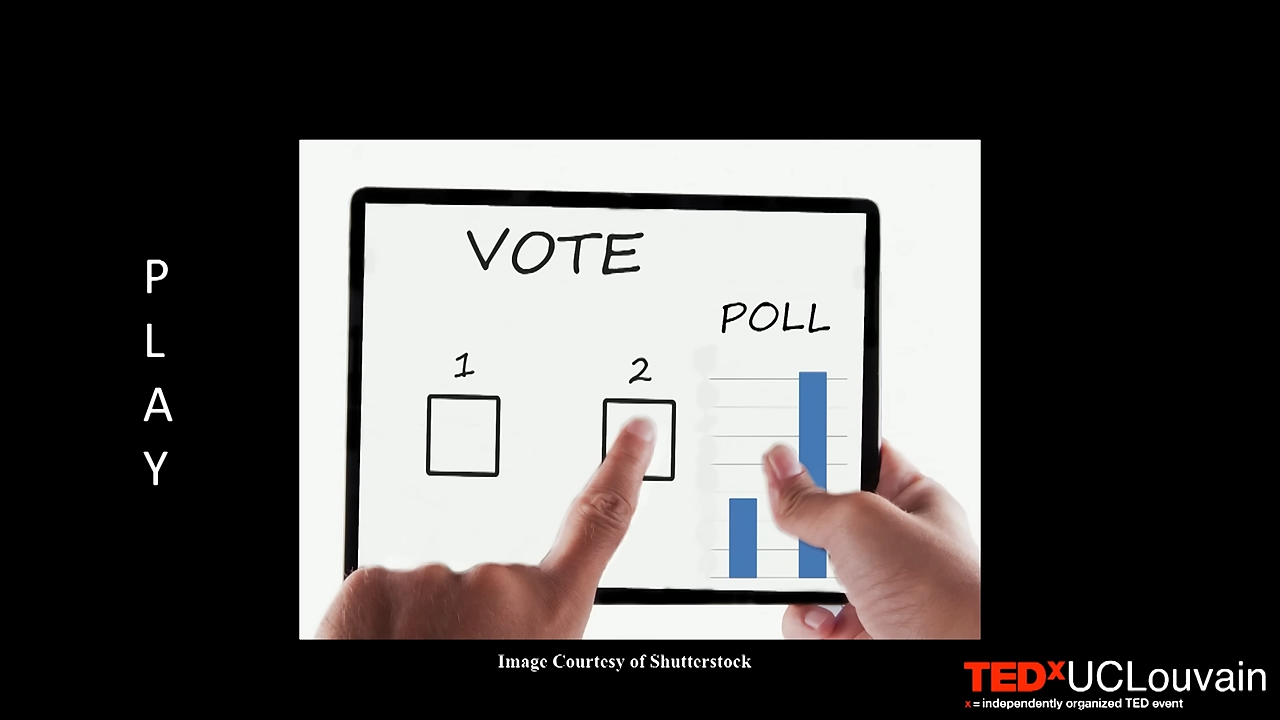 P
L
A
Y
VOTE
POLL
1
2
Image Courtesy of Shutterstock
TEDxUCLouvain
x = independently organized TED event